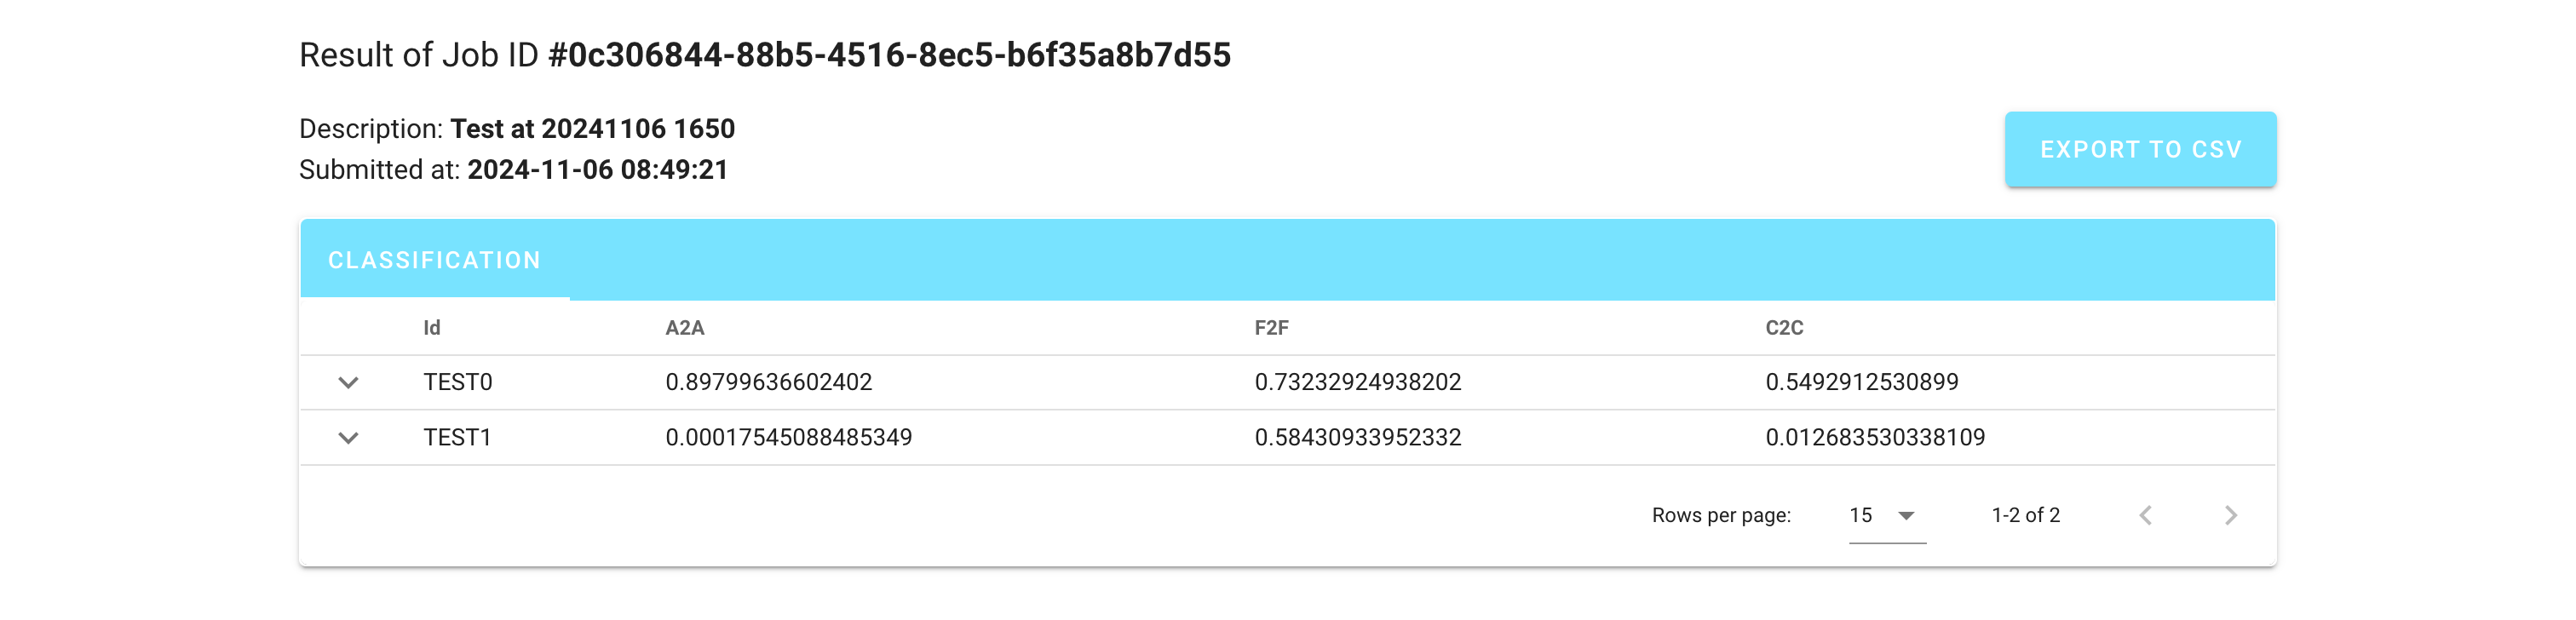 Result of Job ID #0c306844-88b5-4516-8ec5-b6f35a8b7d55
Description: Test at 20241106 1650
Submitted at: 2024-11-06 08:49:21
EXPORT TO CSV
CLASSIFICATION
Id A2A F2F C2C
TEST0 0.89799636602402 0.73232924938202 0.5492912530899
TEST1 0.00017545088485349 0.58430933952332 0.012683530338109
Rows per page: 15 1-2 of 2